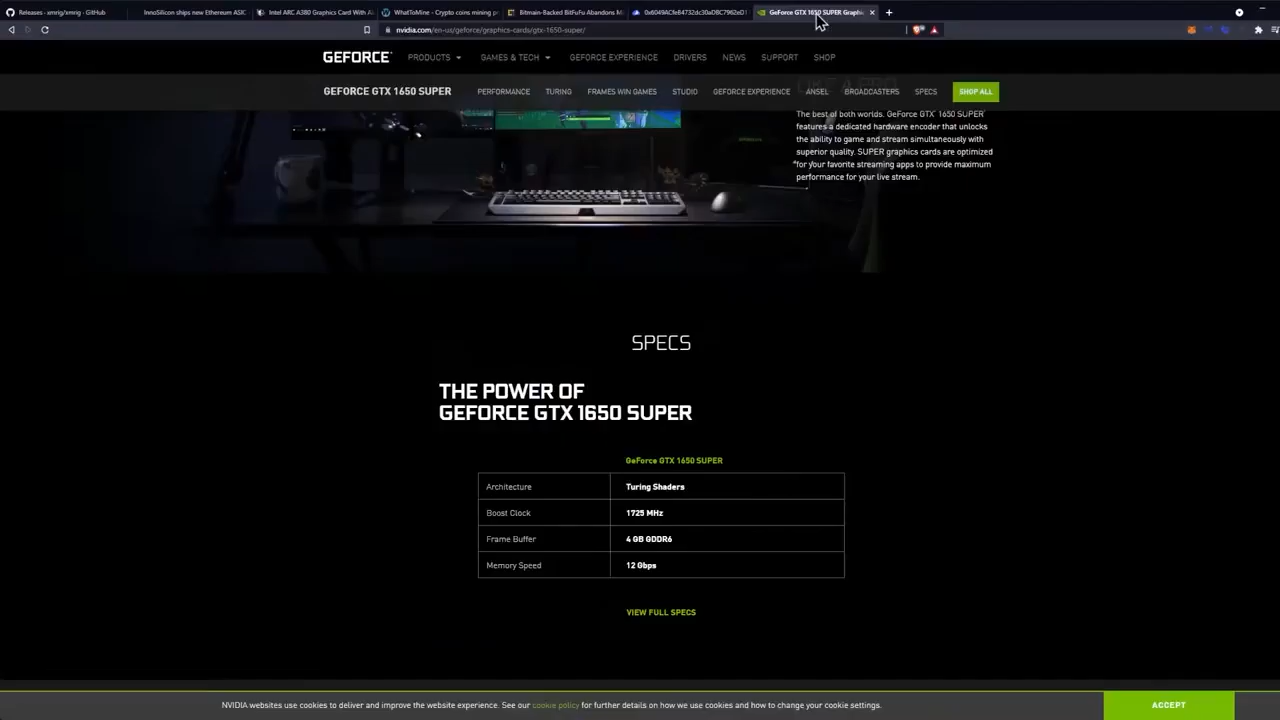 Releases · xmrig/xmrig · GitHub
InnoSilicon ships new Ethereum ASIC
Intel ARC A380 Graphics Card With Al
WhatToMine - Crypto coins mining pr
Bitmain-Backed BitFuFu Abandons M
GeForce GTX 1650 SUPER Graphic
nvidia.com/en-us/geforce/graphics-cards/gtx-1650-super/
GEFORCE
PRODUCTS
GAMES & TECH
GEFORCE EXPERIENCE
DRIVERS
NEWS
SUPPORT
SHOP
GEFORCE GTX 1650 SUPER
PERFORMANCE
TURING
FRAMES WIN GAMES
STUDIO
GEFORCE EXPERIENCE
ANSEL
BROADCASTERS
SPECS
SHOP ALL
The best of both worlds. GeForce GTX 1650 SUPER
features a dedicated hardware encoder that unlocks
the ability to game and stream simultaneously with
superior quality. SUPER graphics cards are optimized
for your favorite streaming apps to provide maximum
performance for your live stream.
SPECS
THE POWER OF
GEFORCE GTX 1650 SUPER
GeForce GTX 1650 SUPER
Architecture Turing Shaders
Boost Clock 1725 MHz
Frame Buffer 4 GB GDDR6
Memory Speed 12 Gbps
VIEW FULL SPECS
NVIDIA websites use cookies to deliver and improve the website experience. See our cookie policy for further details on how we use cookies and how to change your cookie settings.
ACCEPT